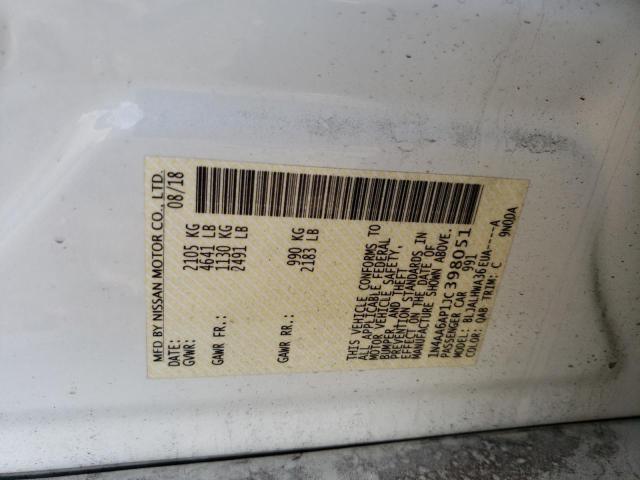 MFD BY NISSAN MOTOR CO., LTD.
DATE: 08/18
GVWR: 2105 KG
4641 LB
GAWR FR.: 1130 KG
2491 LB
GAWR RR.: 990 KG
2183 LB
THIS VEHICLE CONFORMS TO
ALL APPLICABLE FEDERAL
MOTOR VEHICLE SAFETY,
BUMPER, AND THEFT
PREVENTION STANDARDS IN
EFFECT ON THE DATE OF
MANUFACTURE SHOWN ABOVE.
1N4AA6AP1JC398051
PASSENGER CAR 991
MODEL: BLJALHWA36EUA----A
COLOR: QAB TRIM: C 9N0DA